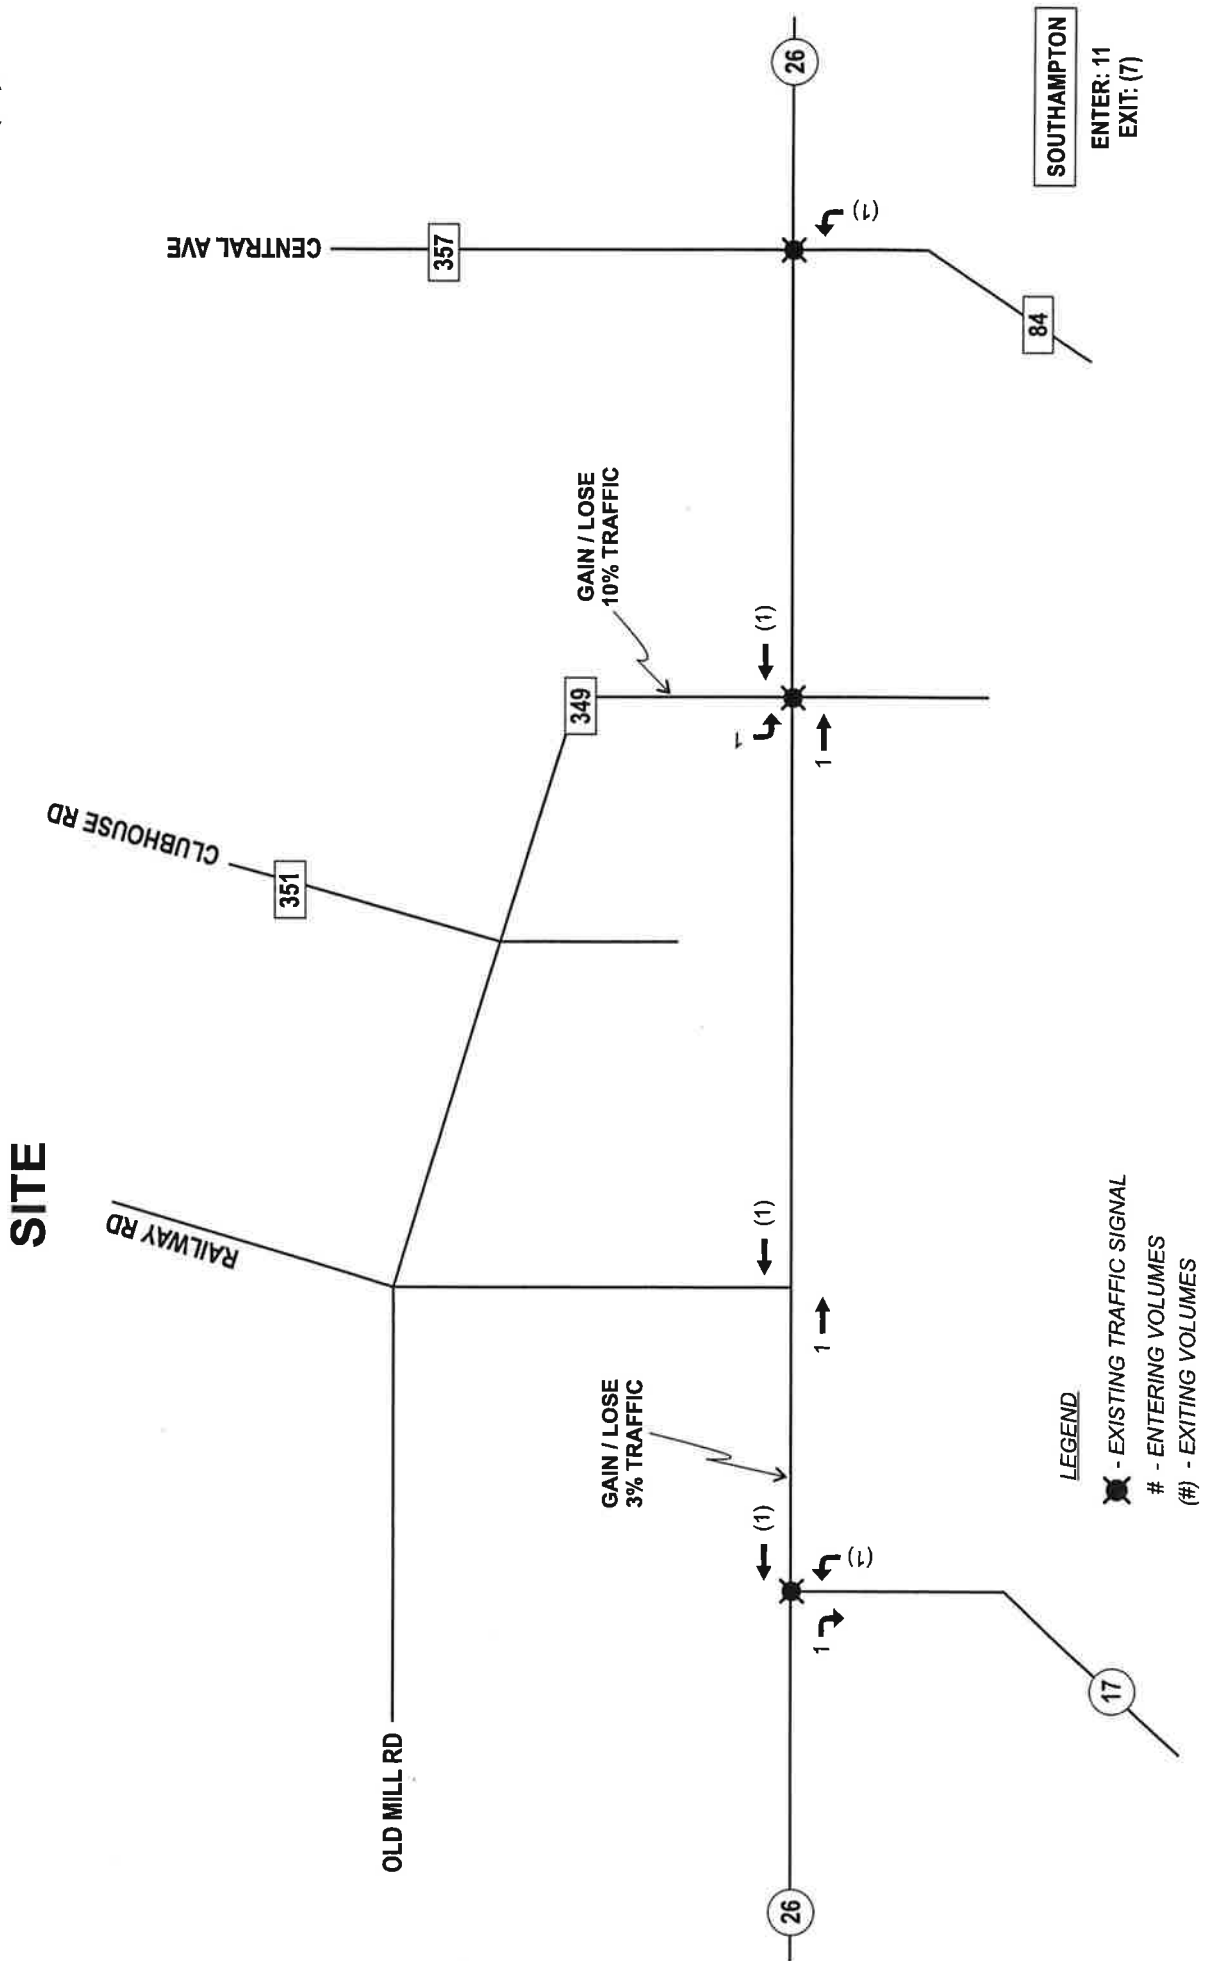 SITE
CENTRAL AVE
357
26
SOUTHAMPTON
ENTER: 11
EXIT: (7)
(1)
84
GAIN / LOSE
10% TRAFFIC
349
(1)
1
1
CLUBHOUSE RD
351
RAILWAY RD
(1)
1
GAIN / LOSE
3% TRAFFIC
(1)
(1)
1
OLD MILL RD
17
26
LEGEND
- EXISTING TRAFFIC SIGNAL
# - ENTERING VOLUMES
(#) - EXITING VOLUMES